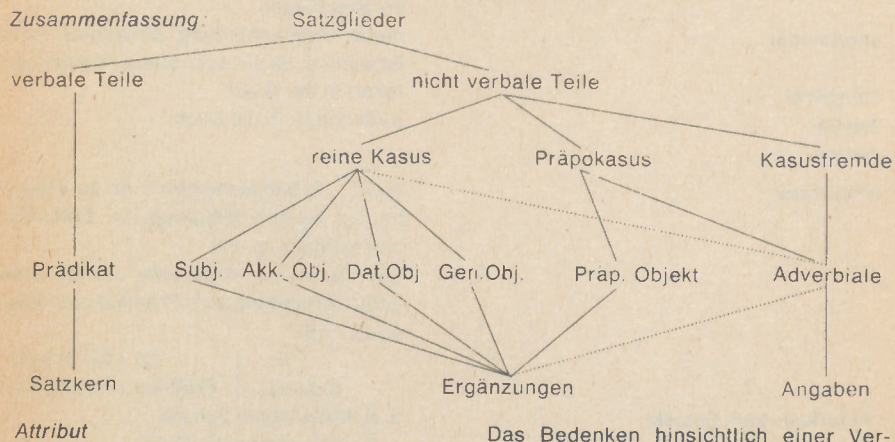 Zusammenfassung: Satzglieder
verbale Teile nicht verbale Teile
reine Kasus Präpokasus Kasusfremde
Prädikat Subj. Akk. Obj. Dat.Obj Gen.Obj. Präp. Objekt Adverbiale
Satzkern Ergänzungen Angaben
Attribut Das Bedenken hinsichtlich einer Ver-